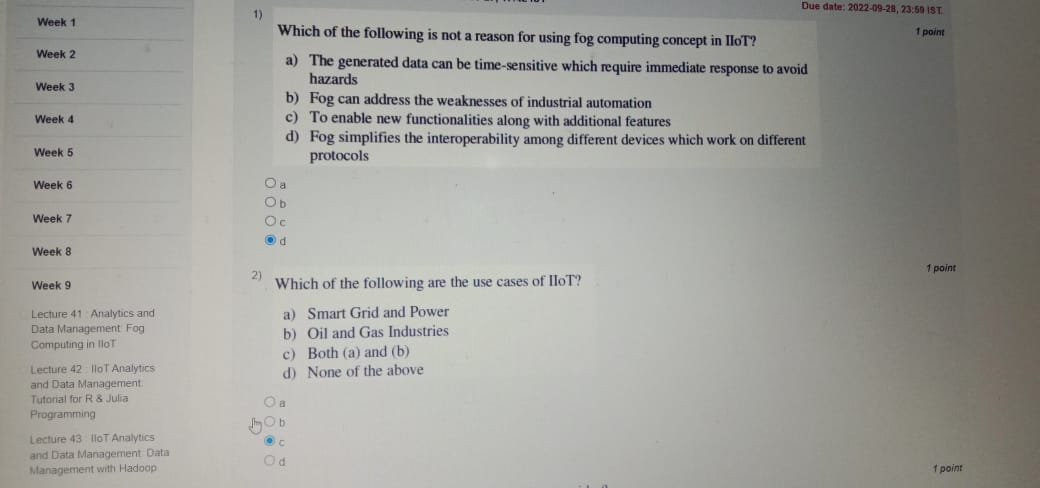 Due date: 2022-09-28, 23:59 IST.
Week 1
Week 2
Week 3
Week 4
Week 5
Week 6
Week 7
Week 8
Week 9
Lecture 41 : Analytics and
Data Management: Fog
Computing in IIoT
Lecture 42 : IIoT Analytics
and Data Management:
Tutorial for R & Julia
Programming
Lecture 43 : IIoT Analytics
and Data Management: Data
Management with Hadoop
1)
1 point
Which of the following is not a reason for using fog computing concept in IIoT?
a) The generated data can be time-sensitive which require immediate response to avoid
hazards
b) Fog can address the weaknesses of industrial automation
c) To enable new functionalities along with additional features
d) Fog simplifies the interoperability among different devices which work on different
protocols
a
b
c
d
2)
1 point
Which of the following are the use cases of IIoT?
a) Smart Grid and Power
b) Oil and Gas Industries
c) Both (a) and (b)
d) None of the above
a
b
c
d
1 point